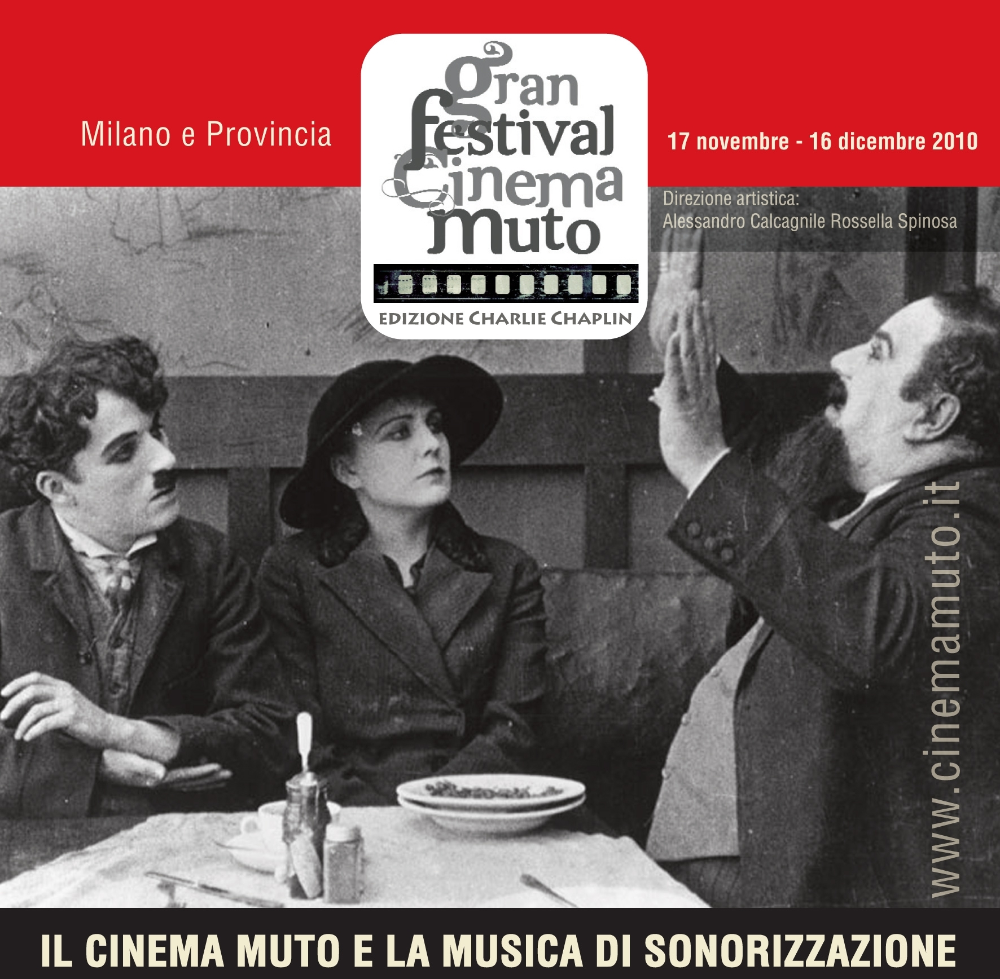 Milano e Provincia
gran
festival
Cinema
muto
EDIZIONE CHARLIE CHAPLIN
17 novembre - 16 dicembre 2010
Direzione artistica:
Alessandro Calcagnile Rossella Spinosa
www.cinemamuto.it
IL CINEMA MUTO E LA MUSICA DI SONORIZZAZIONE